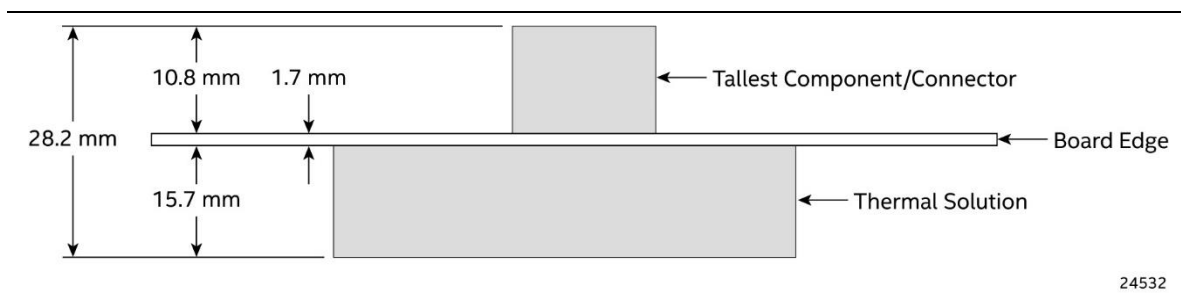 10.8 mm
1.7 mm
Tallest Component/Connector
28.2 mm
Board Edge
15.7 mm
Thermal Solution
24532